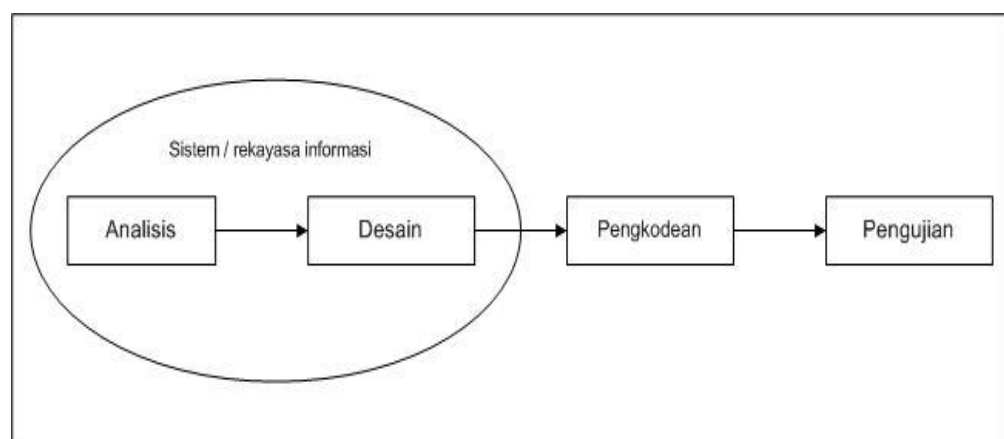 Sistem / rekayasa informasi
Analisis
Desain
Pengkodean
Pengujian